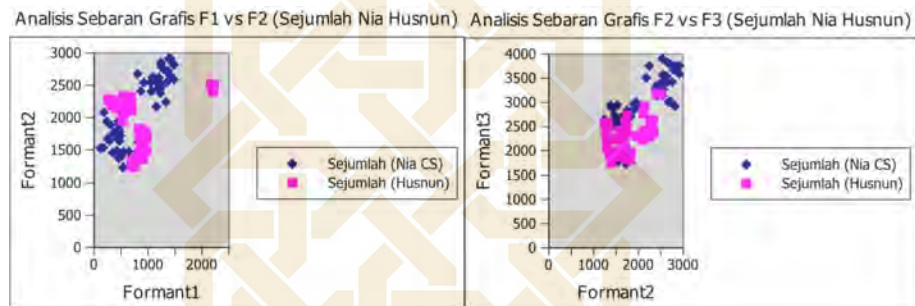 Analisis Sebaran Grafis F1 vs F2 (Sejumlah Nia Husnun)
3000
2500
2000
1500
1000
500
0
Formant2
0 1000 2000
Formant1
Sejumlah (Nia CS)
Sejumlah (Husnun)
Analisis Sebaran Grafis F2 vs F3 (Sejumlah Nia Husnun)
4000
3500
3000
2500
2000
1500
1000
500
0
Formant3
0 1000 2000 3000
Formant2
Sejumlah (Nia CS)
Sejumlah (Husnun)